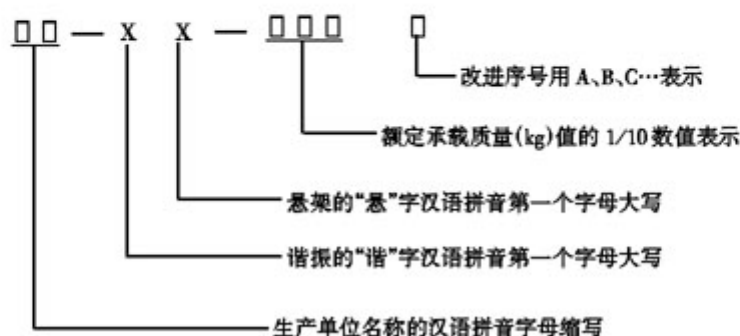 □□—X X—□□□ □
改进序号用 A、B、C…表示
额定承载质量(kg)值的 1/10 数值表示
悬架的“悬”字汉语拼音第一个字母大写
谐振的“谐”字汉语拼音第一个字母大写
生产单位名称的汉语拼音字母缩写